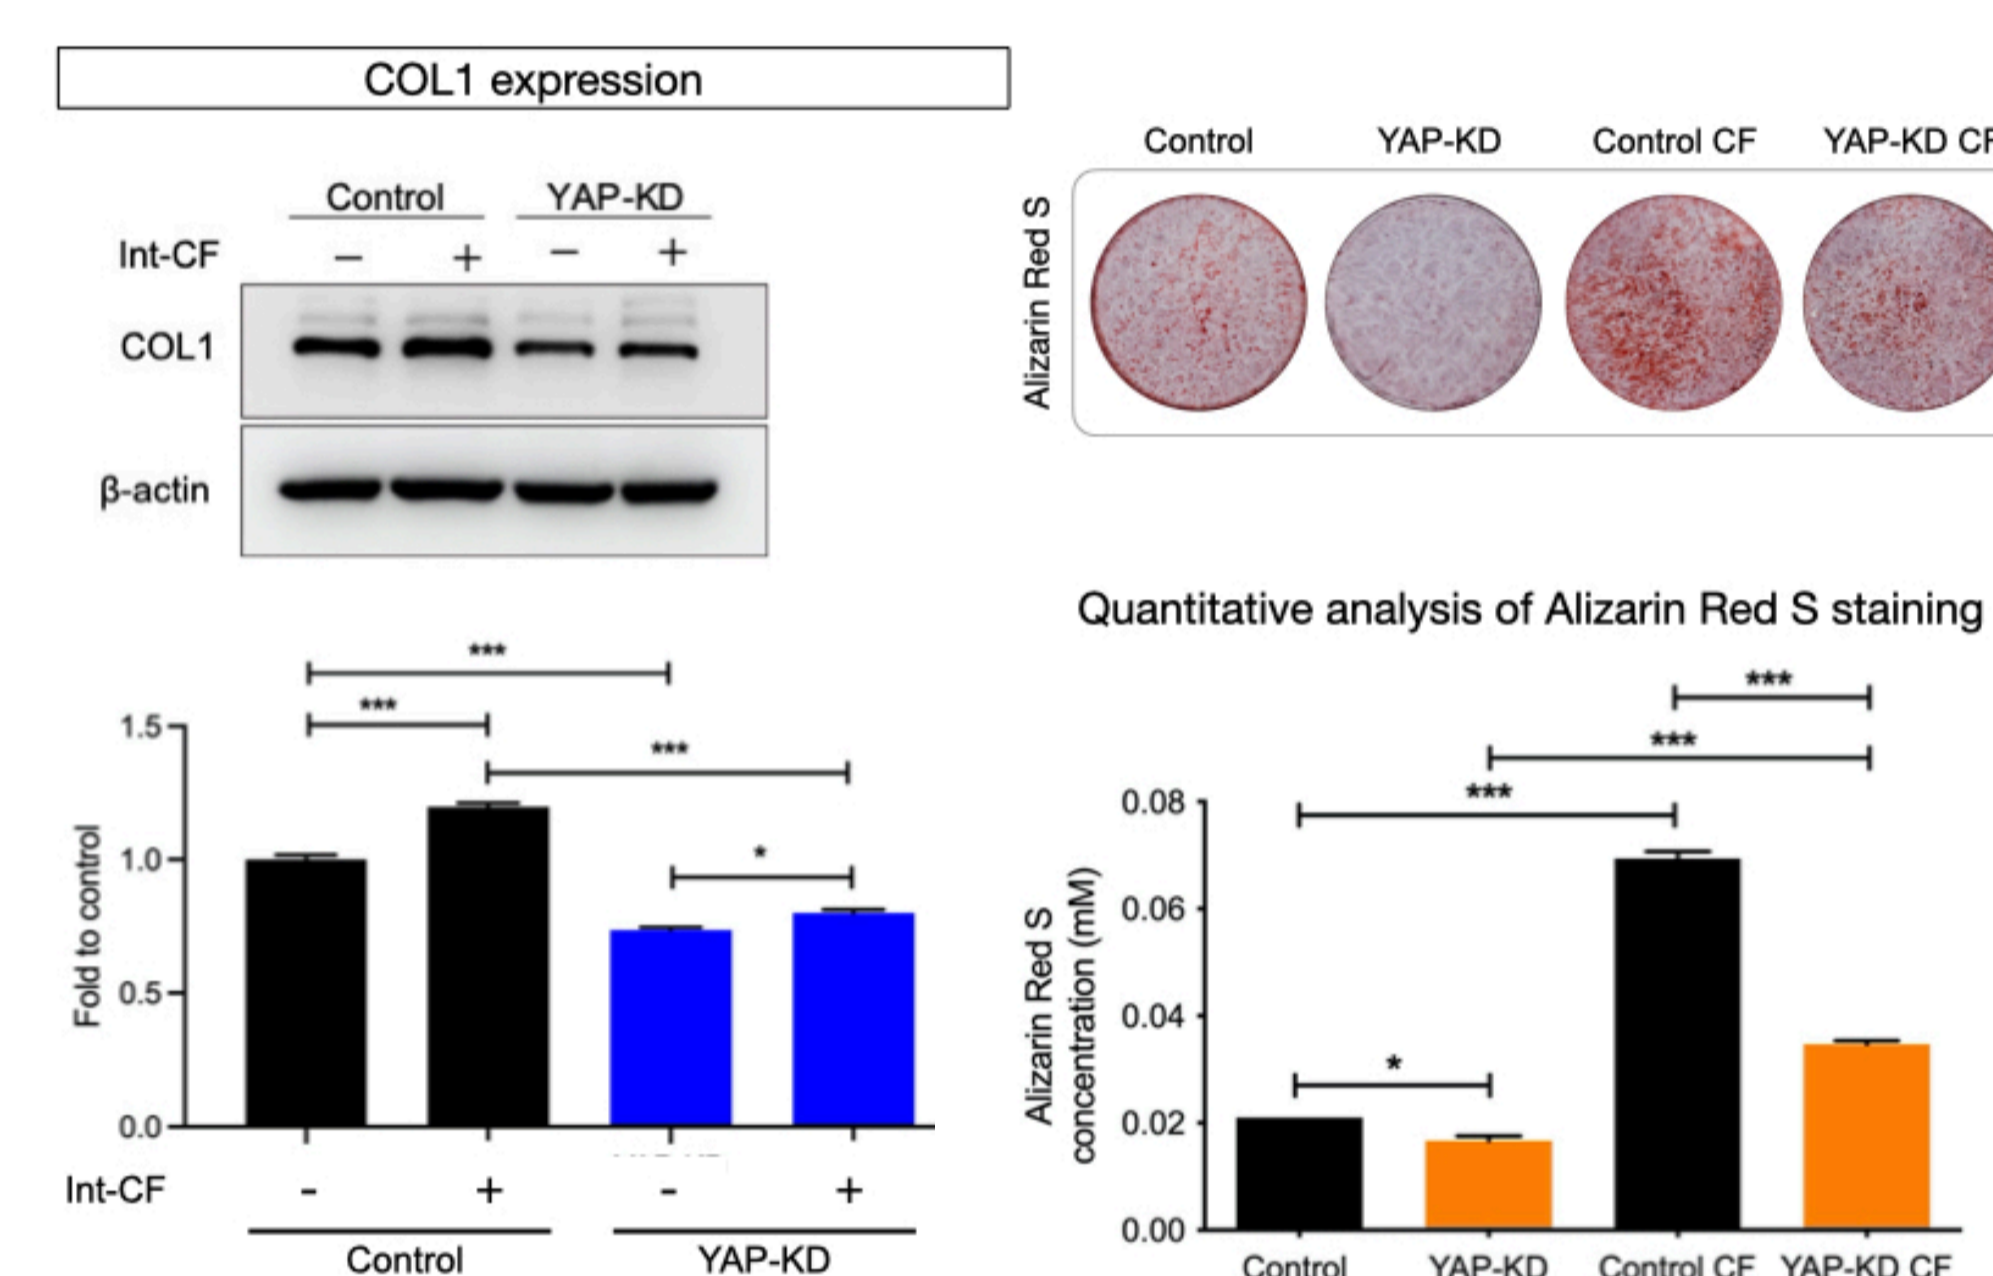 COL1 expression
Control YAP-KD
Int-CF − + − +
COL1
β-actin
*** 
***
***
*
1.5
1.0
0.5
0.0
Fold to control
Int-CF - + - +
Control YAP-KD
Control YAP-KD Control CF YAP-KD CF
Alizarin Red S
Quantitative analysis of Alizarin Red S staining
***
***
***
*
0.08
0.06
0.04
0.02
0.00
Alizarin Red S
concentration (mM)
Control YAP-KD Control CF YAP-KD CF